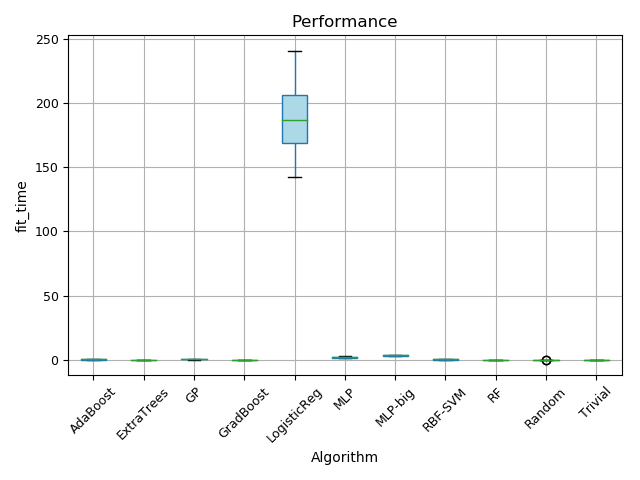 Performance
250
200
150
100
50
0
fit_time
AdaBoost
ExtraTrees
GP
GradBoost
LogisticReg
MLP
MLP-big
RBF-SVM
RF
Random
Trivial
Algorithm